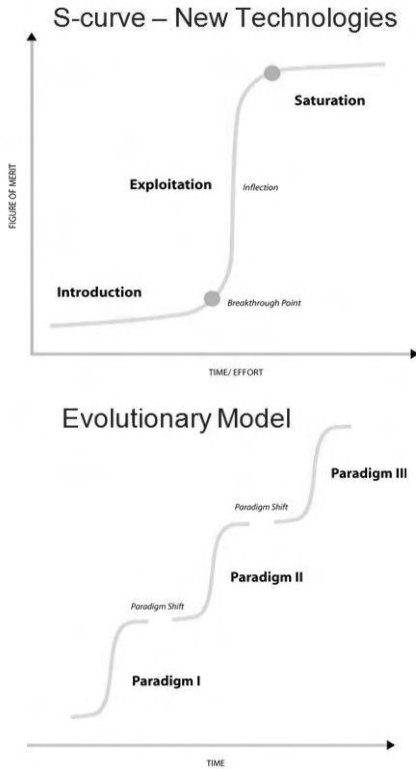 S-curve – New Technologies
Saturation
Exploitation
Inflection
FIGURE OF MERIT
Introduction
Breakthrough Point
TIME/ EFFORT
Evolutionary Model
Paradigm III
Paradigm Shift
Paradigm II
Paradigm Shift
Paradigm I
TIME